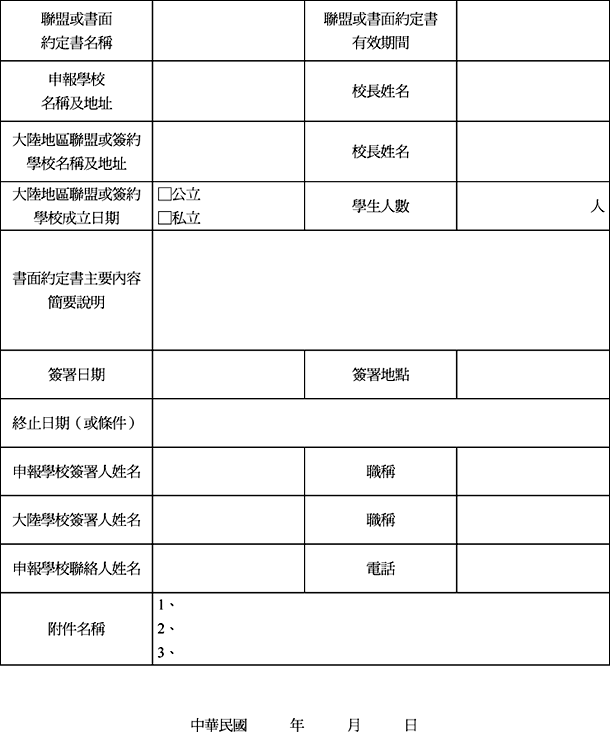 聯盟或書面
約定書名稱
聯盟或書面約定書
有效期間
申報學校
名稱及地址
校長姓名
大陸地區聯盟或簽約
學校名稱及地址
校長姓名
大陸地區聯盟或簽約
學校成立日期
□公立
□私立
學生人數
人
書面約定書主要內容
簡要說明
簽署日期
簽署地點
終止日期（或條件）
申報學校簽署人姓名
職稱
大陸學校簽署人姓名
職稱
申報學校聯絡人姓名
電話
附件名稱
1、
2、
3、
中華民國 年 月 日